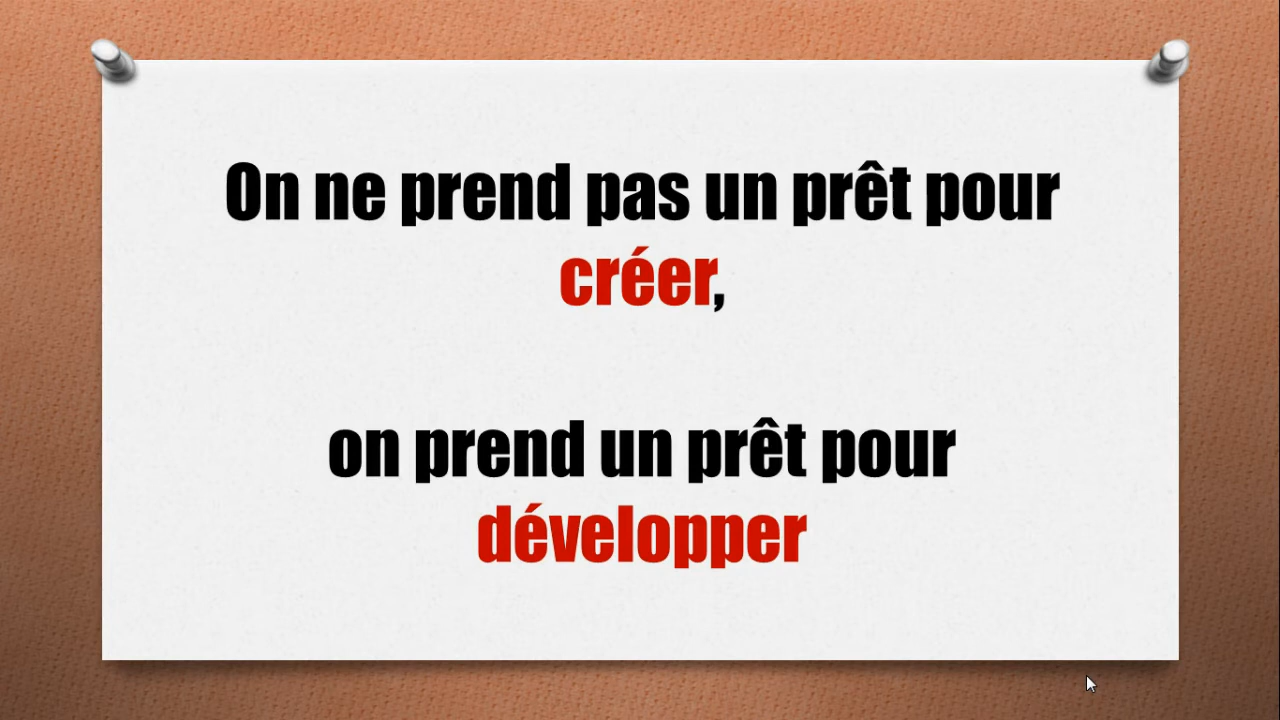 On ne prend pas un prêt pour
créer,
on prend un prêt pour
développer